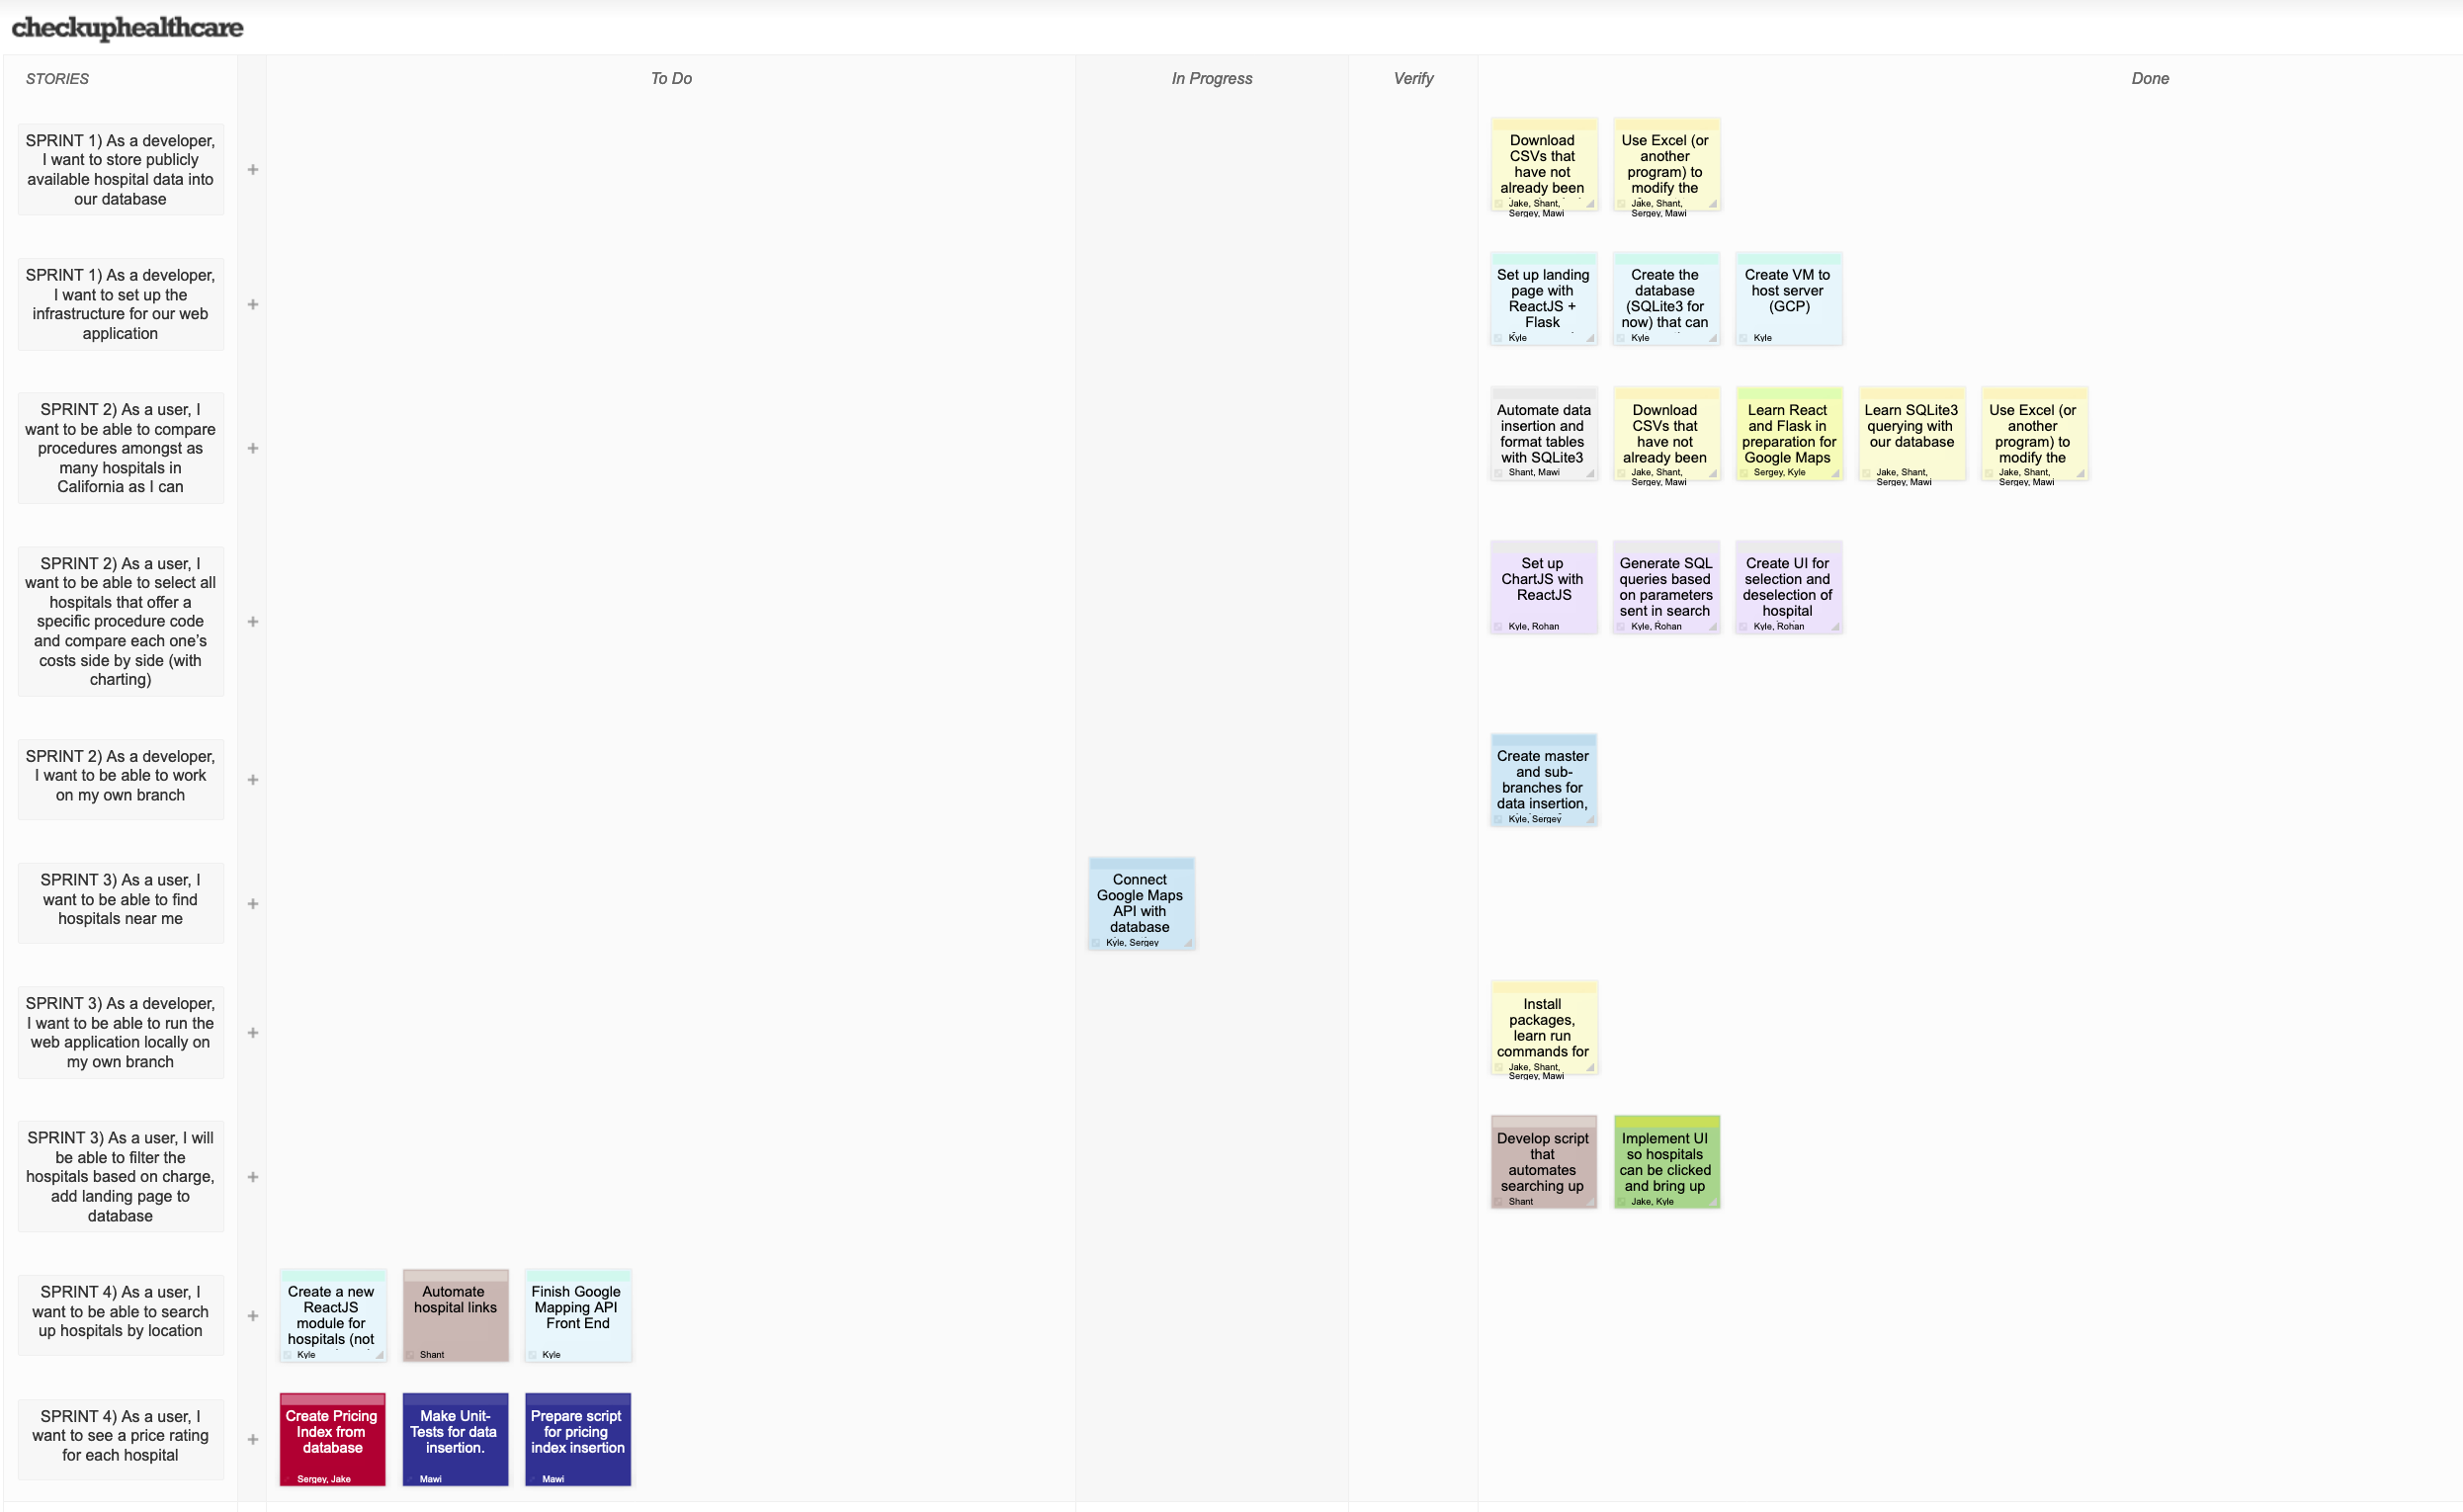 checkuphealthcare
STORIES
To Do
In Progress
Verify
Done
SPRINT 1) As a developer,
I want to store publicly
available hospital data into
our database
+
Download
CSVs that
have not
already been
Jake, Shant,
Sergey, Mawi
Use Excel (or
another
program) to
modify the
Jake, Shant,
Sergey, Mawi
SPRINT 1) As a developer,
I want to set up the
infrastructure for our web
application
+
Set up landing
page with
ReactJS +
Flask
Kyle
Create the
database
(SQLite3 for
now) that can
Kyle
Create VM to
host server
(GCP)
Kyle
SPRINT 2) As a user, I
want to be able to compare
procedures amongst as
many hospitals in
California as I can
+
Automate data
insertion and
format tables
with SQLite3
Shant, Mawi
Download
CSVs that
have not
already been
Jake, Shant,
Sergey, Mawi
Learn React
and Flask in
preparation for
Google Maps
Sergey, Kyle
Learn SQLite3
querying with
our database
Jake, Shant,
Sergey, Mawi
Use Excel (or
another
program) to
modify the
Jake, Shant,
Sergey, Mawi
SPRINT 2) As a user, I
want to be able to select all
hospitals that offer a
specific procedure code
and compare each one's
costs side by side (with
charting)
+
Set up
ChartJS with
ReactJS
Kyle, Rohan
Generate SQL
queries based
on parameters
sent in search
Kyle, Rohan
Create UI for
selection and
deselection of
hospital
Kyle, Rohan
SPRINT 2) As a developer,
I want to be able to work
on my own branch
+
Create master
and sub-
branches for
data insertion,
Kyle, Sergey
SPRINT 3) As a user, I
want to be able to find
hospitals near me
+
Connect
Google Maps
API with
database
Kyle, Sergey
SPRINT 3) As a developer,
I want to be able to run the
web application locally on
my own branch
+
Install
packages,
learn run
commands for
Jake, Shant,
Sergey, Mawi
SPRINT 3) As a user, I will
be able to filter the
hospitals based on charge,
add landing page to
database
+
Develop script
that
automates
searching up
Shant
Implement UI
so hospitals
can be clicked
and bring up
Jake, Kyle
SPRINT 4) As a user, I
want to be able to search
up hospitals by location
+
Create a new
ReactJS
module for
hospitals (not
Kyle
Automate
hospital links
Shant
Finish Google
Mapping API
Front End
Kyle
SPRINT 4) As a user, I
want to see a price rating
for each hospital
+
Create Pricing
Index from
database
Sergey, Jake
Make Unit-
Tests for data
insertion.
Mawi
Prepare script
for pricing
index insertion
Mawi